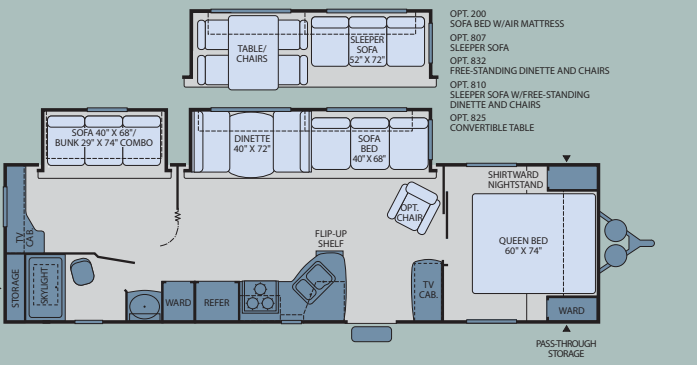 OPT. 200
SOFA BED W/AIR MATTRESS
OPT. 807
SLEEPER SOFA
OPT. 832
FREE-STANDING DINETTE AND CHAIRS
OPT. 810
SLEEPER SOFA W/FREE-STANDING
DINETTE AND CHAIRS
OPT. 825
CONVERTIBLE TABLE
TABLE/
CHAIRS
SLEEPER
SOFA
52" X 72"
SOFA 40" X 68"/
BUNK 29" X 74" COMBO
DINETTE
40" X 72"
SOFA
BED
40" X 68"
SHIRTWARD
NIGHTSTAND
OPT.
CHAIR
TV
CAB.
FLIP-UP
SHELF
QUEEN BED
60" X 74"
STORAGE
SKYLIGHT
WARD
REFER
TV
CAB.
WARD
PASS-THROUGH
STORAGE